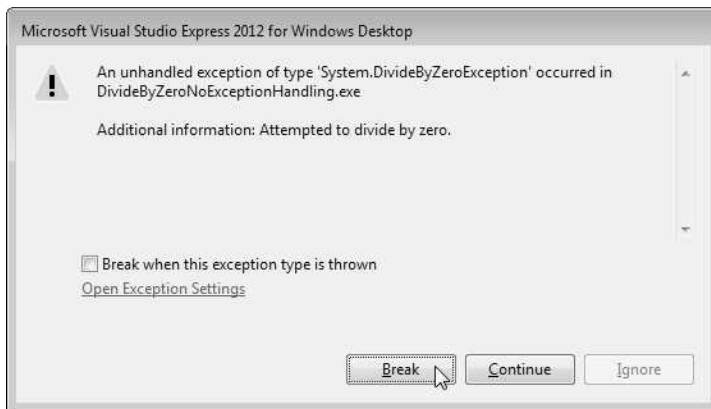 Microsoft Visual Studio Express 2012 for Windows Desktop
An unhandled exception of type 'System.DivideByZeroException' occurred in
DivideByZeroNoExceptionHandling.exe
Additional information: Attempted to divide by zero.
Break when this exception type is thrown
Open Exception Settings
Break
Continue
Ignore